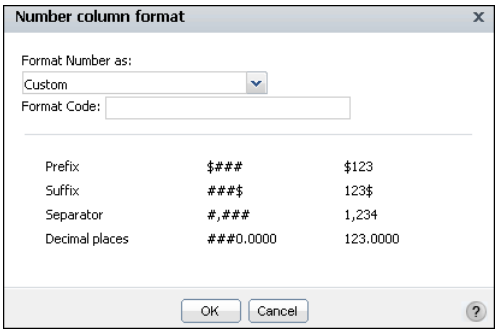 Number column format x
Format Number as:
Custom
Format Code:
Prefix $### $123
Suffix ###$ 123$
Separator #,### 1,234
Decimal places ###0.0000 123.0000
OK Cancel ?